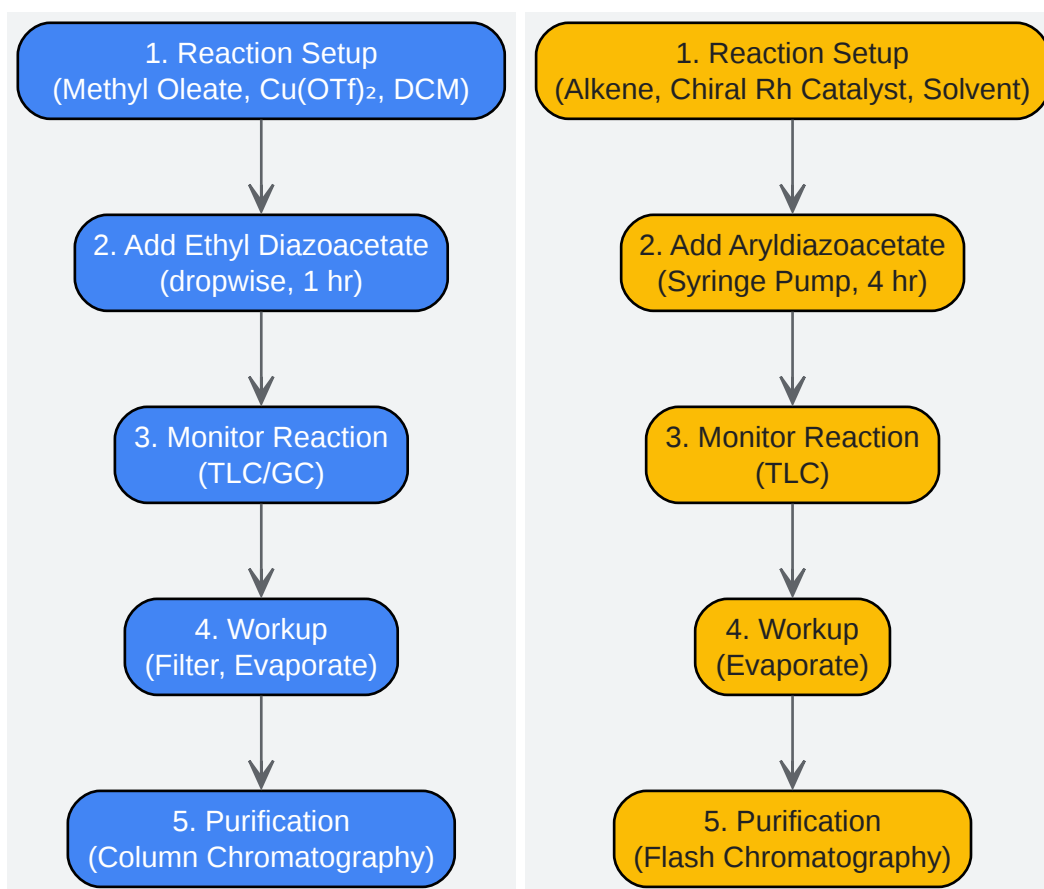 1. Reaction Setup
(Methyl Oleate, Cu(OTf)₂, DCM)
2. Add Ethyl Diazoacetate
(dropwise, 1 hr)
3. Monitor Reaction
(TLC/GC)
4. Workup
(Filter, Evaporate)
5. Purification
(Column Chromatography)
1. Reaction Setup
(Alkene, Chiral Rh Catalyst, Solvent)
2. Add Aryldiazoacetate
(Syringe Pump, 4 hr)
3. Monitor Reaction
(TLC)
4. Workup
(Evaporate)
5. Purification
(Flash Chromatography)